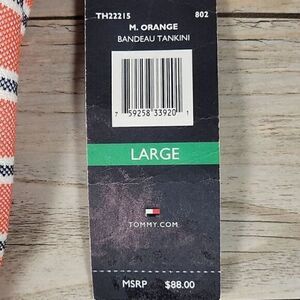 TH22215 802
M. ORANGE
BANDEAU TANKINI
7 59258 33920 1
LARGE
TOMMY.COM
MSRP $88.00